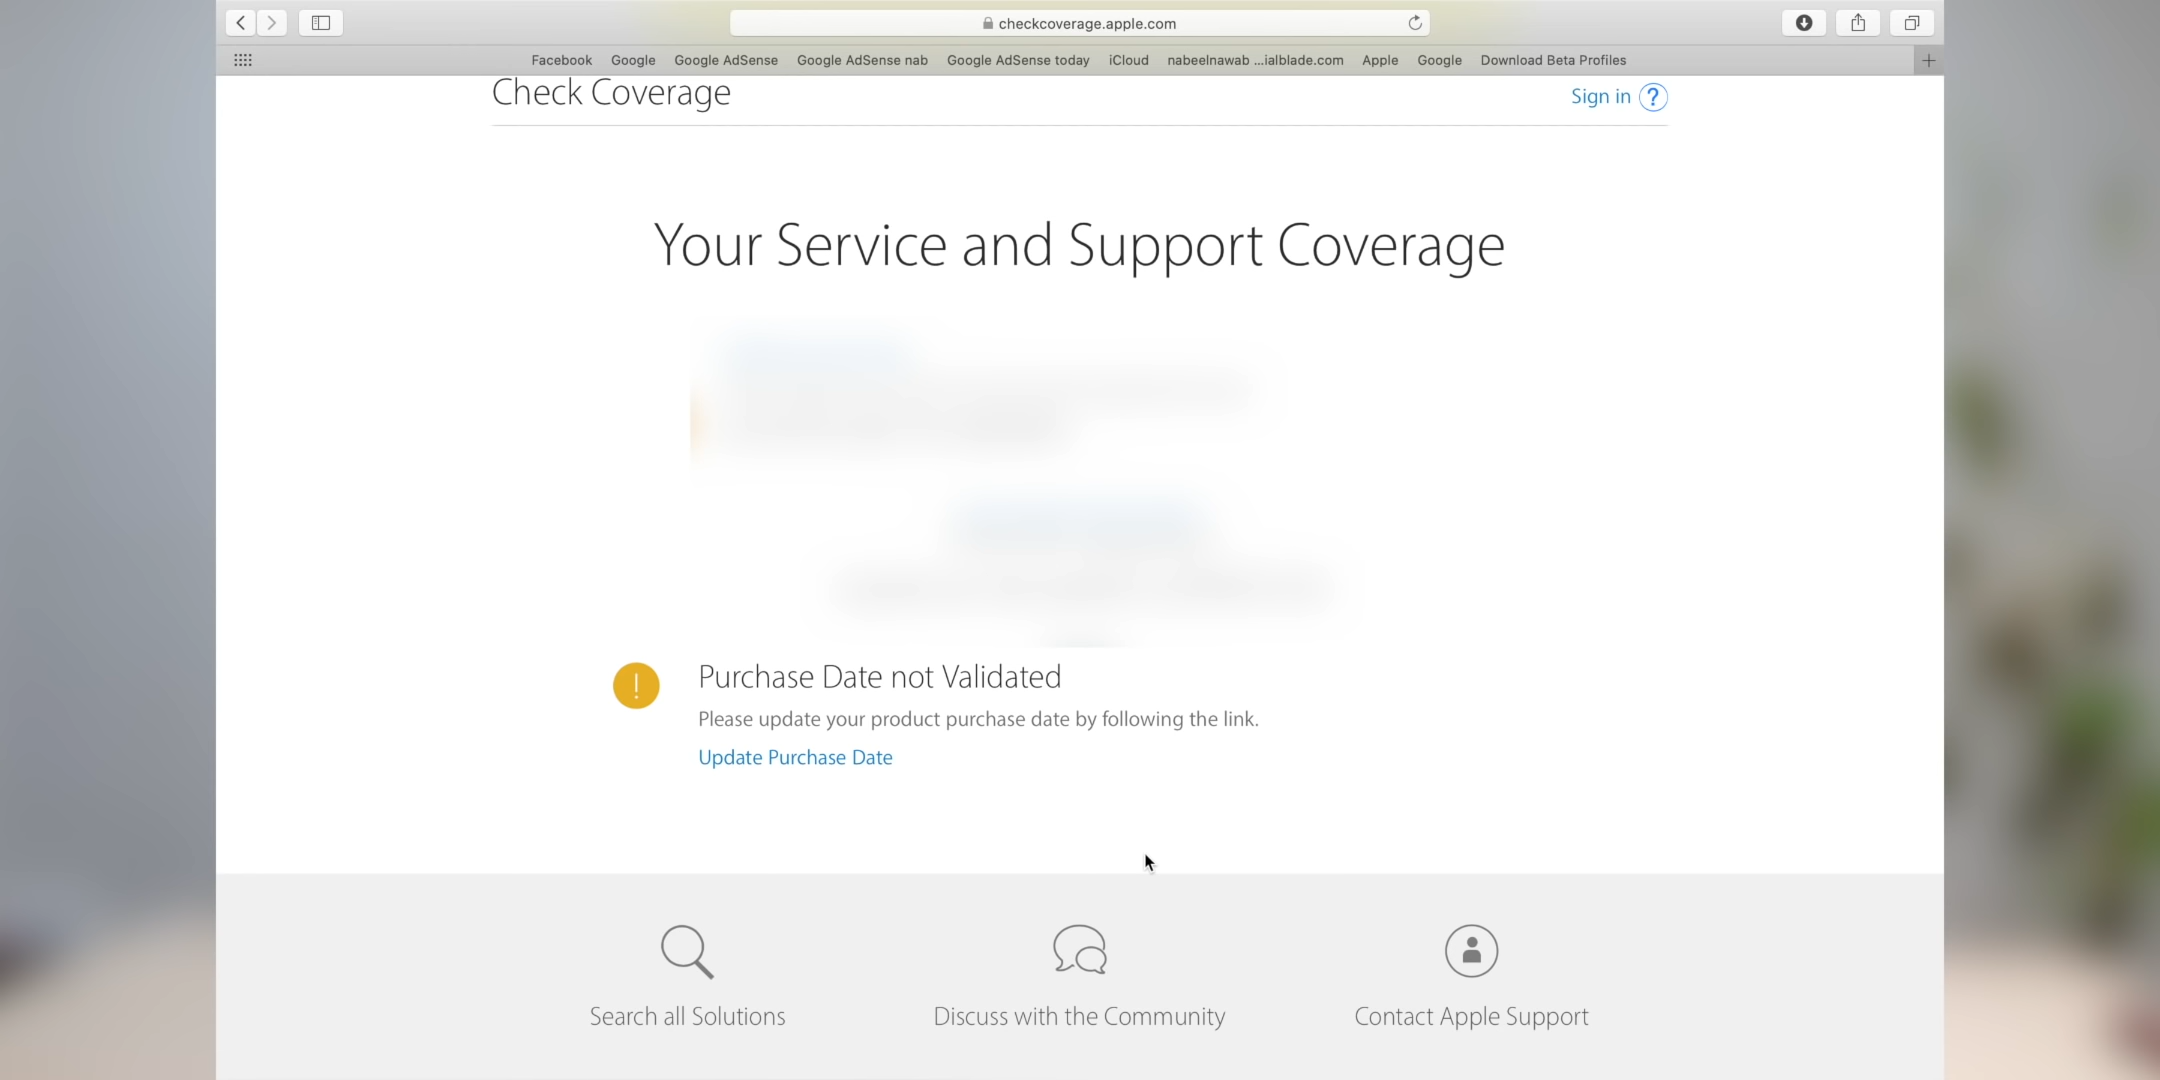 checkcoverage.apple.com
Facebook Google Google AdSense Google AdSense nab Google AdSense today iCloud nabeelnawab ...ialblade.com Apple Google Download Beta Profiles
Check Coverage
Sign in ?
Your Service and Support Coverage
!
Purchase Date not Validated
Please update your product purchase date by following the link.
Update Purchase Date
Search all Solutions
Discuss with the Community
Contact Apple Support